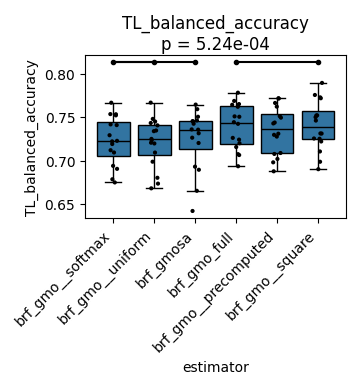 TL_balanced_accuracy
p = 5.24e-04
TL_balanced_accuracy
0.80
0.75
0.70
0.65
brf_gmo__softmax
brf_gmo__uniform
brf_gmosa
brf_gmo_full
brf_gmo__precomputed
brf_gmo__square
estimator